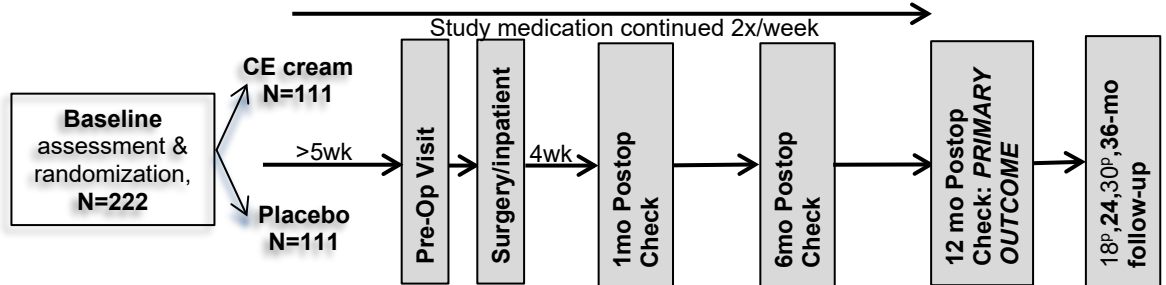 Study medication continued 2x/week
CE cream
N=111
Baseline
assessment &
randomization,
N=222
Placebo
N=111
>5wk
Pre-Op Visit
Surgery/inpatient
4wk
1mo Postop
Check
6mo Postop
Check
12 mo Postop
Check: PRIMARY
OUTCOME
18ᵖ,24,30ᵖ,36-mo
follow-up